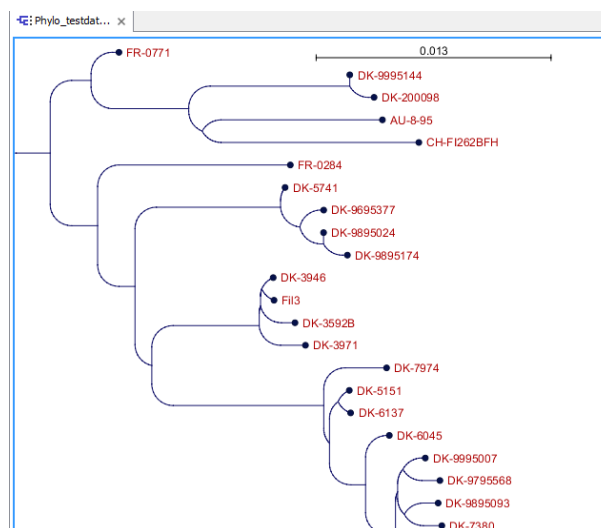 Phylo_testdat...
FR-0771
0.013
DK-9995144
DK-200098
AU-8-95
CH-FI262BFH
FR-0284
DK-5741
DK-9695377
DK-9895024
DK-9895174
DK-3946
Fil3
DK-3592B
DK-3971
DK-7974
DK-5151
DK-6137
DK-6045
DK-9995007
DK-9795568
DK-9895093
DK-7380